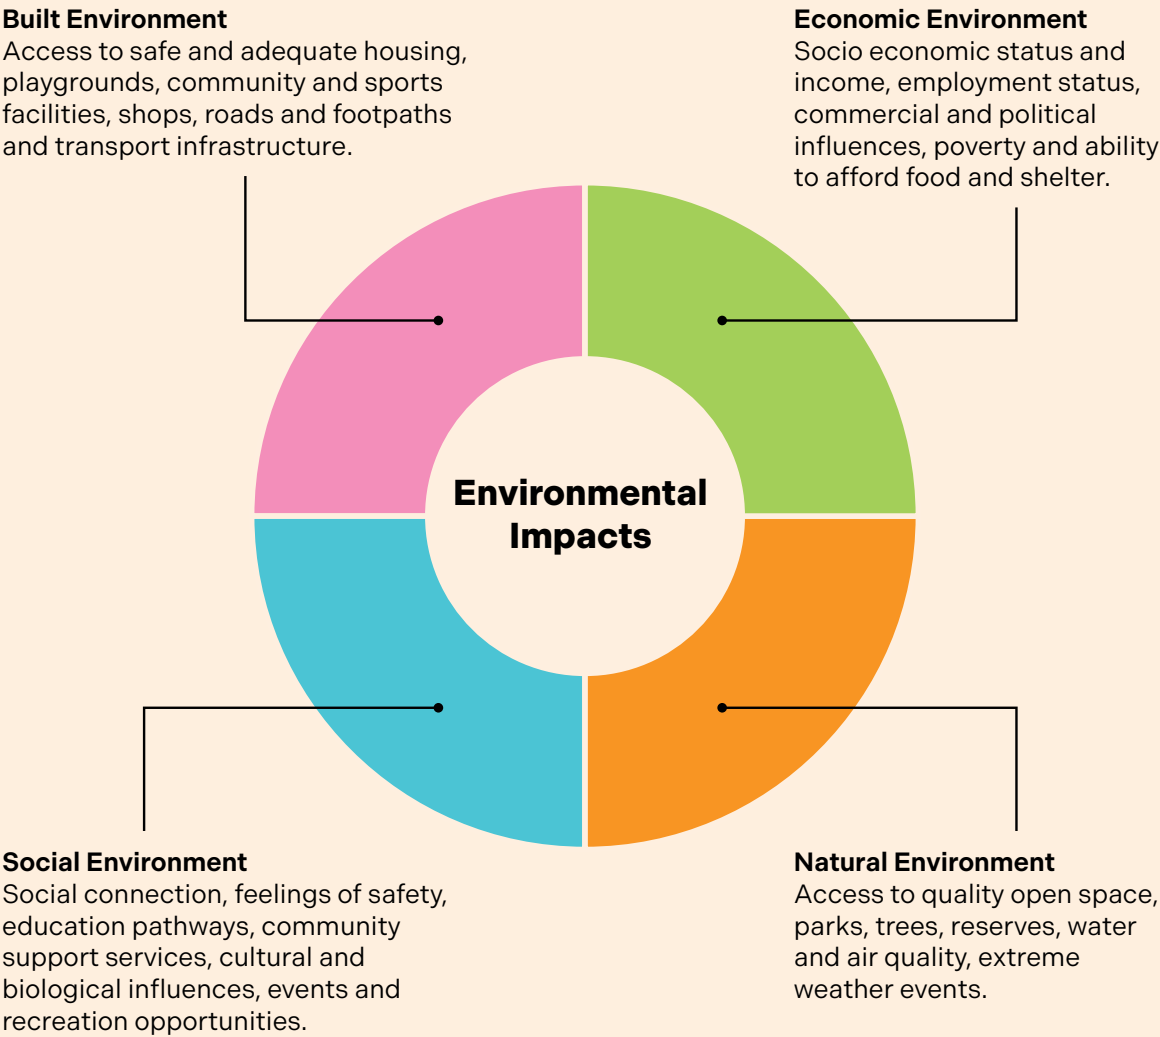 Built Environment
Access to safe and adequate housing,
playgrounds, community and sports
facilities, shops, roads and footpaths
and transport infrastructure.
Economic Environment
Socio economic status and
income, employment status,
commercial and political
influences, poverty and ability
to afford food and shelter.
Environmental
Impacts
Social Environment
Social connection, feelings of safety,
education pathways, community
support services, cultural and
biological influences, events and
recreation opportunities.
Natural Environment
Access to quality open space,
parks, trees, reserves, water
and air quality, extreme
weather events.